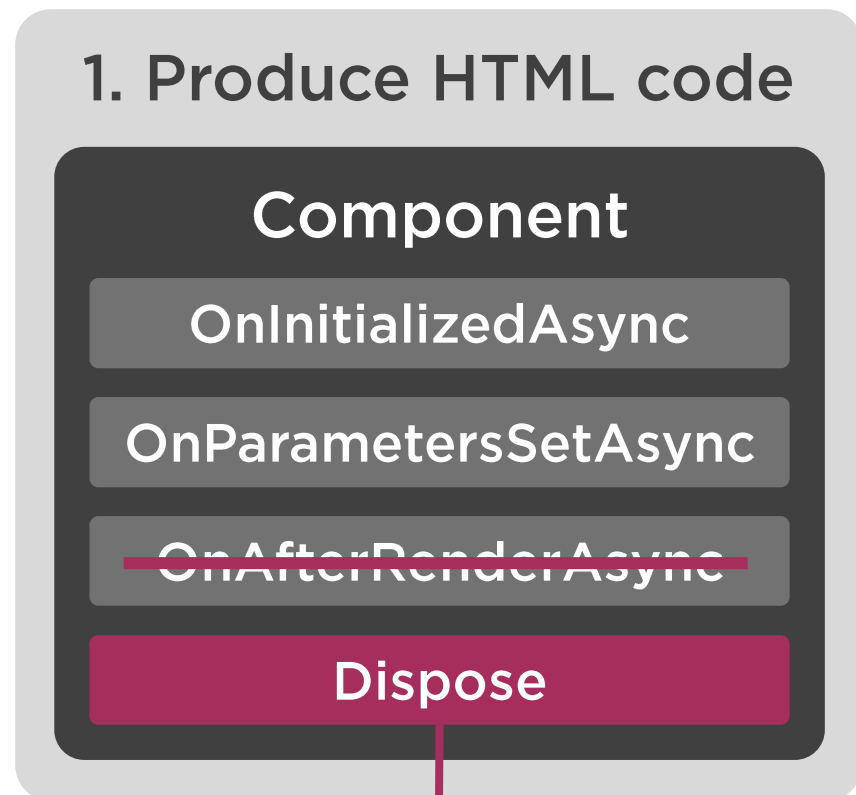 1. Produce HTML code
Component
OnInitializedAsync
OnParametersSetAsync
OnAfterRenderAsync
Dispose